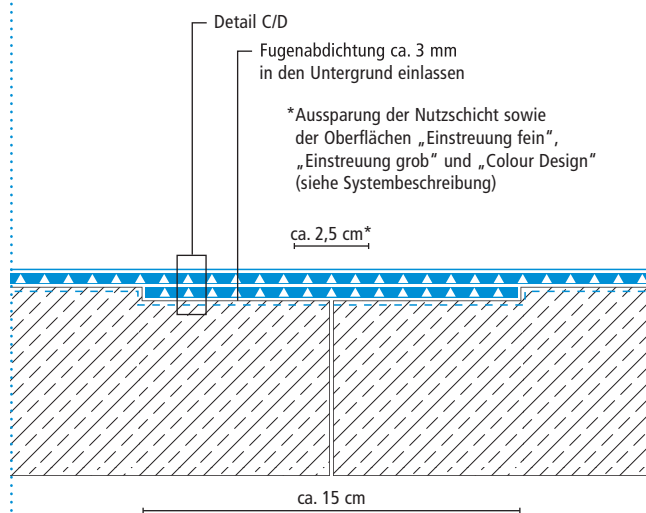 Detail C/D
Fugenabdichtung ca. 3 mm
in den Untergrund einlassen
*Aussparung der Nutzschicht sowie
der Oberflächen „Einstreuung fein“,
„Einstreuung grob“ und „Colour Design“
(siehe Systembeschreibung)
ca. 2,5 cm*
ca. 15 cm